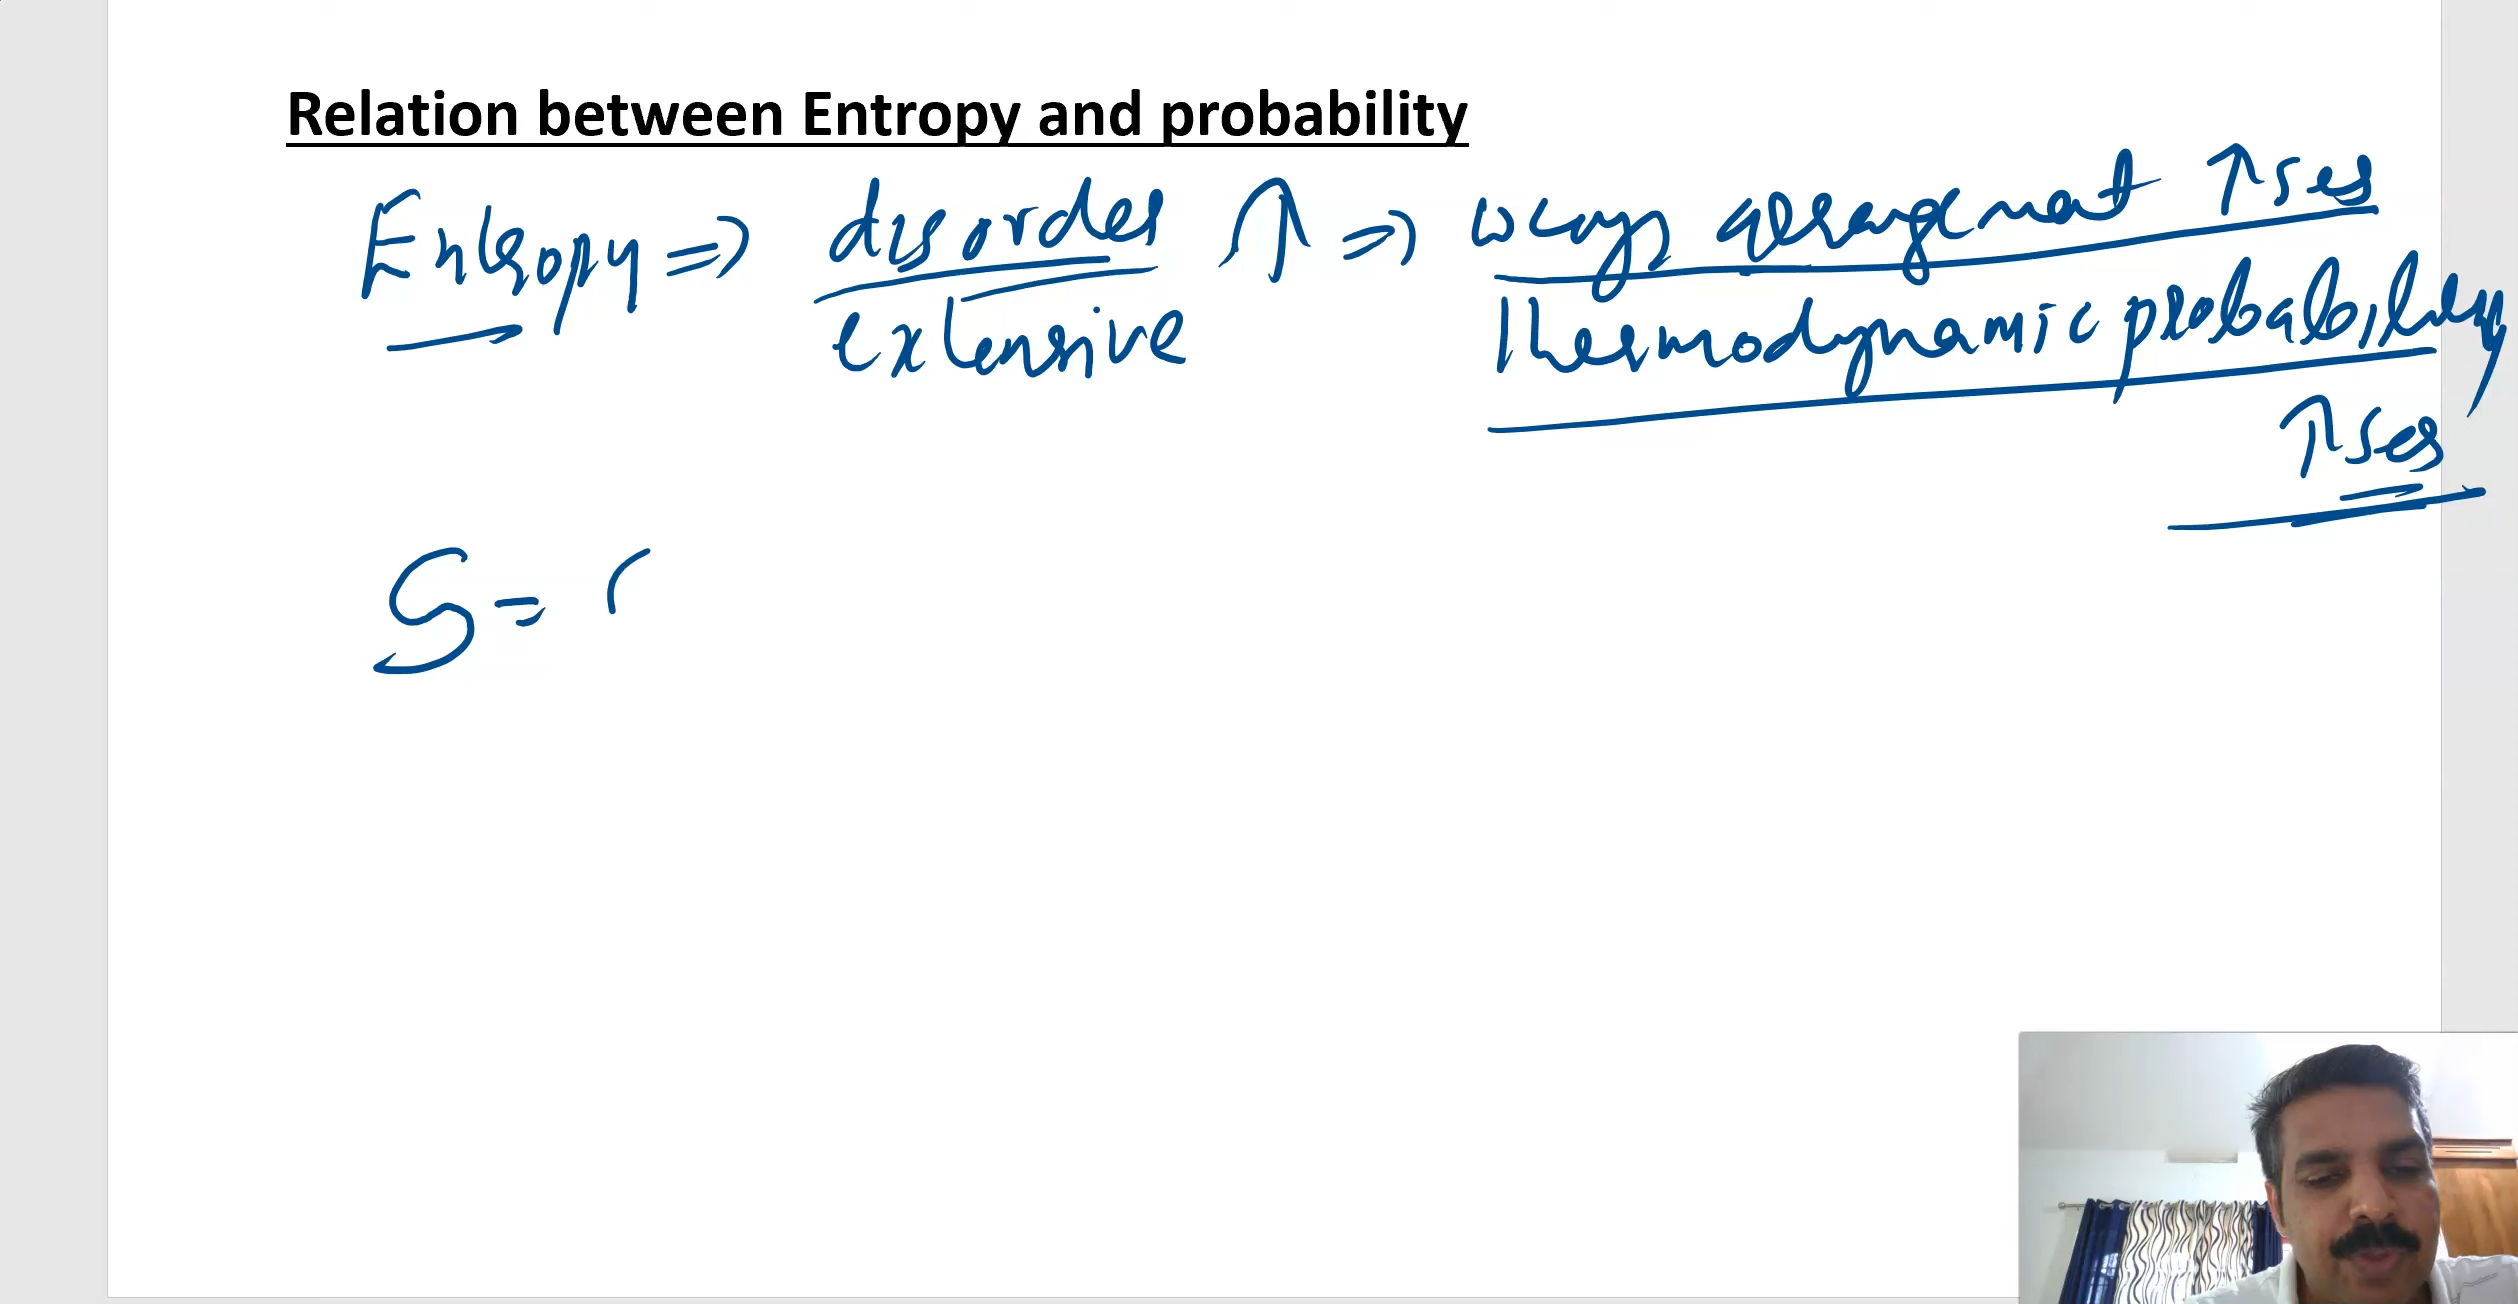 Relation between Entropy and probability
Entropy ⇒ disorder ↑ ⇒ ways arrangement ↑ses
extensive thermodynamic probability
↑ses
S = (